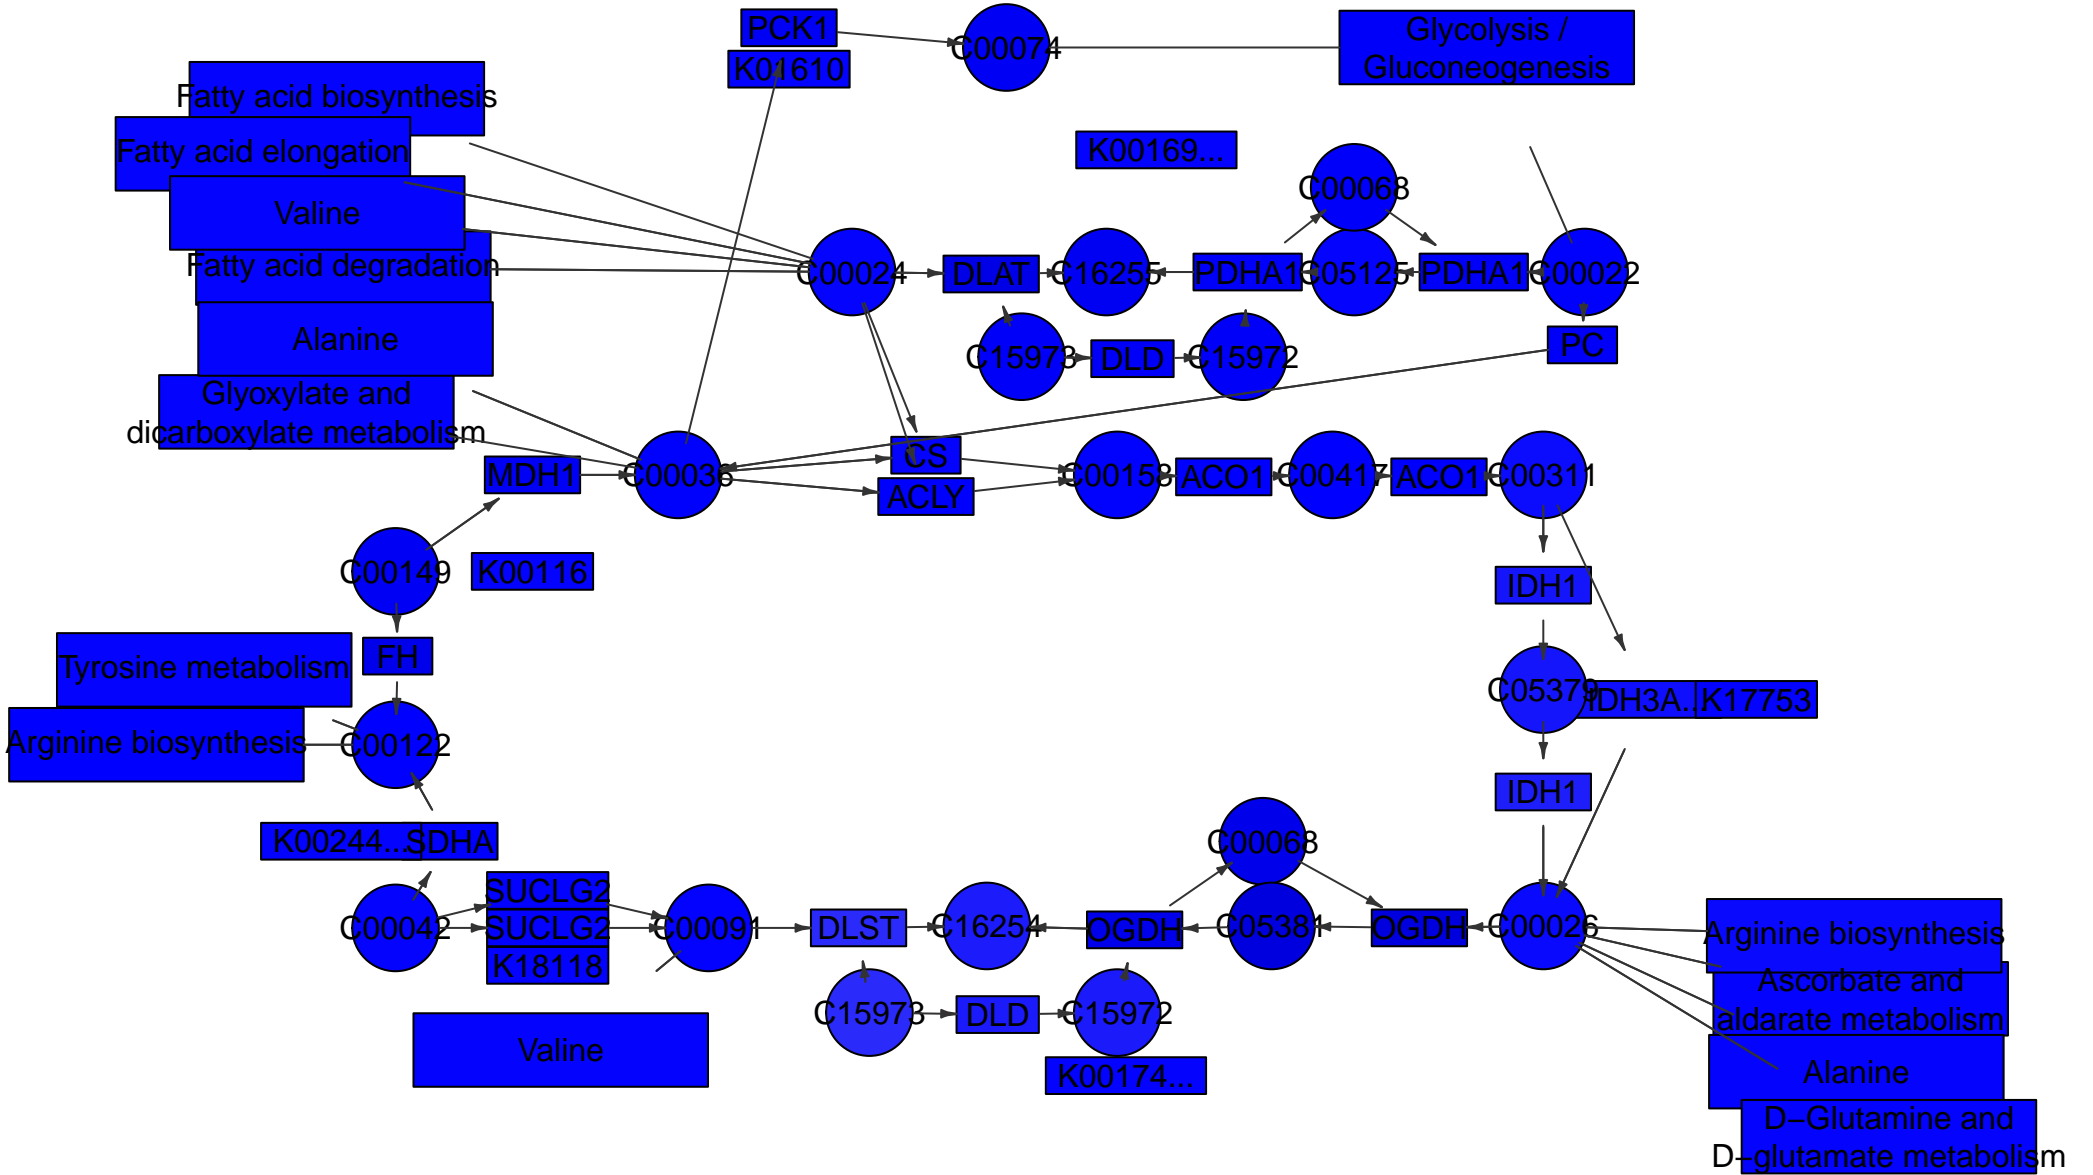 PCK1
C00074
Glycolysis /
Gluconeogenesis
K01610
Fatty acid biosynthesis
Fatty acid elongation
K00169...
C00068
Valine
Fatty acid degradation
C00024
DLAT
C16255
PDHA1
C05125
PDHA1
C00022
Alanine
C15973
DLD
C15972
PC
Glyoxylate and
dicarboxylate metabolism
MDH1
C00036
CS
ACLY
C00158
ACO1
C00417
ACO1
C00311
C00149
K00116
IDH1
FH
Tyrosine metabolism
C05379
IDH3A...
K17753
Arginine biosynthesis
C00122
IDH1
K00244...
SDHA
C00068
SUCLG2
C00042
SUCLG2
C00091
DLST
C16254
OGDH
C05381
OGDH
C00026
Arginine biosynthesis
K18118
Ascorbate and
aldarate metabolism
C15973
DLD
C15972
Valine
K00174...
Alanine
D−Glutamine and
D−glutamate metabolism